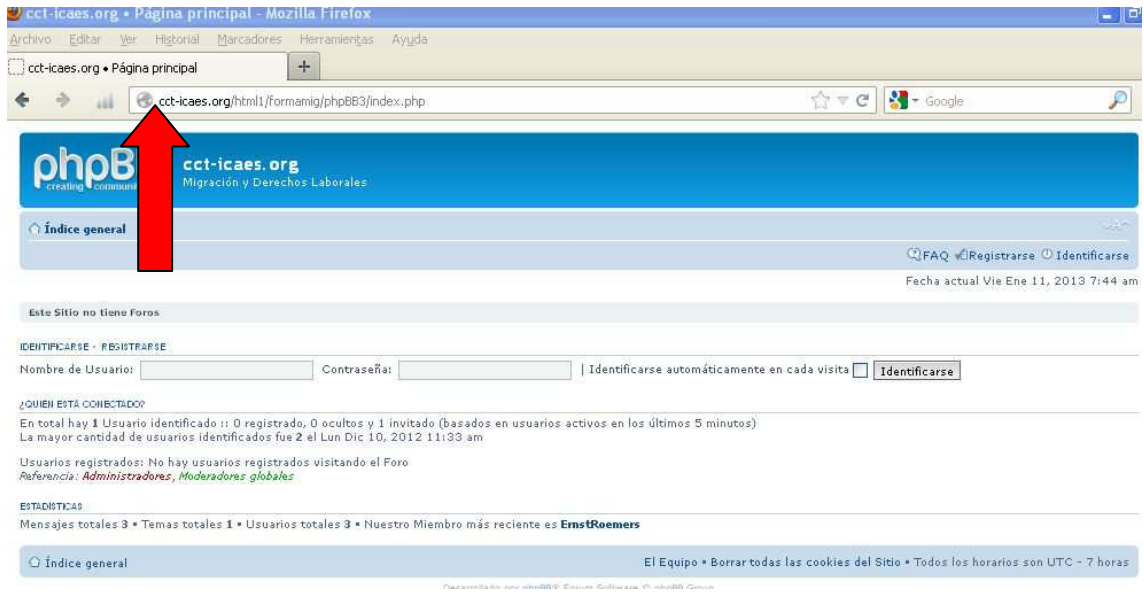 cct-icaes.org • Página principal - Mozilla Firefox
Archivo Editar Ver Historial Marcadores Herramientas Ayuda
cct-icaes.org • Página principal +
cct-icaes.org/html1/formamig/phpBB3/index.php Google
phpB cct-icaes.org
creating communi Migración y Derechos Laborales
Índice general
FAQ Registrarse Identificarse
Fecha actual Vie Ene 11, 2013 7:44 am
Este Sitio no tiene Foros
IDENTIFICARSE • REGISTRARSE
Nombre de Usuario: Contraseña: | Identificarse automáticamente en cada visita Identificarse
¿QUIÉN ESTÁ CONECTADO?
En total hay 1 Usuario identificado :: 0 registrado, 0 ocultos y 1 invitado (basados en usuarios activos en los últimos 5 minutos)
La mayor cantidad de usuarios identificados fue 2 el Lun Dic 10, 2012 11:33 am
Usuarios registrados: No hay usuarios registrados visitando el Foro
Referencia: Administradores, Moderadores globales
ESTADÍSTICAS
Mensajes totales 3 • Temas totales 1 • Usuarios totales 3 • Nuestro Miembro más reciente es ErnstRoemers
Índice general El Equipo • Borrar todas las cookies del Sitio • Todos los horarios son UTC - 7 horas
Desarrollado por phpBB® Forum Software © phpBB Group